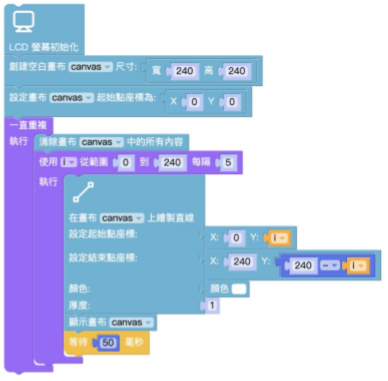 LCD 螢幕初始化
創建空白畫布 canvas 尺寸: 寬 240 高 240
設定畫布 canvas 起始點座標為: X 0 Y 0
一直重複
執行 清除畫布 canvas 中的所有內容
使用 i 從範圍 0 到 240 每隔 5
執行
在畫布 canvas 上繪製直線
設定起始點座標: X: 0 Y: i
設定結束點座標: X: 240 Y: 240 - i
顏色: 顏色
厚度: 1
顯示畫布 canvas
等待 50 毫秒